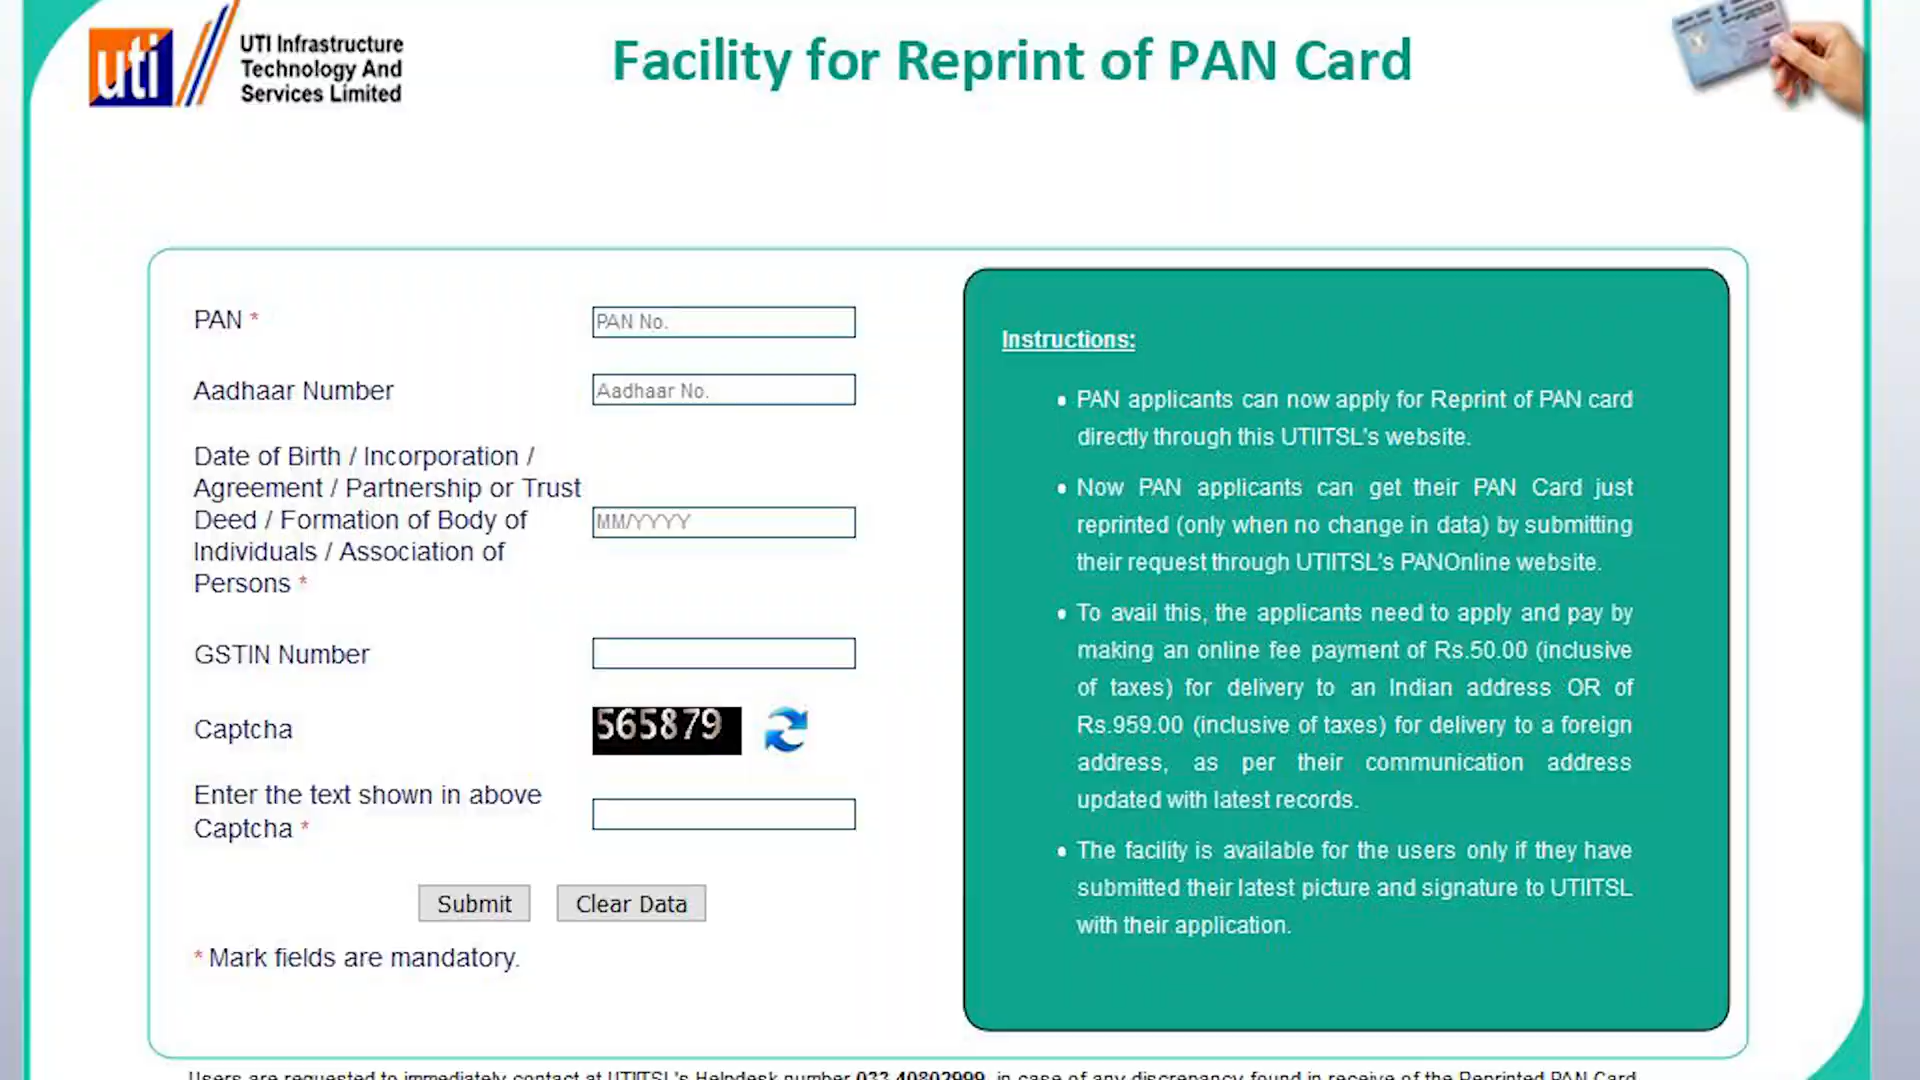 uti
UTI Infrastructure
Technology And
Services Limited
Facility for Reprint of PAN Card
PAN *
PAN No.
Aadhaar Number
Aadhaar No.
Date of Birth / Incorporation /
Agreement / Partnership or Trust
Deed / Formation of Body of
Individuals / Association of
Persons *
MM/YYYY
GSTIN Number
Captcha
565879
Enter the text shown in above
Captcha *
Submit
Clear Data
* Mark fields are mandatory.
Instructions:
• PAN applicants can now apply for Reprint of PAN card
directly through this UTIITSL's website.
• Now PAN applicants can get their PAN Card just
reprinted (only when no change in data) by submitting
their request through UTIITSL's PANOnline website.
• To avail this, the applicants need to apply and pay by
making an online fee payment of Rs.50.00 (inclusive
of taxes) for delivery to an Indian address OR of
Rs.959.00 (inclusive of taxes) for delivery to a foreign
address, as per their communication address
updated with latest records.
• The facility is available for the users only if they have
submitted their latest picture and signature to UTIITSL
with their application.
Users are requested to immediately contact at UTIITSL's Helpdesk number 033 40802999, in case of any discrepancy found in receive of the Reprinted PAN Card